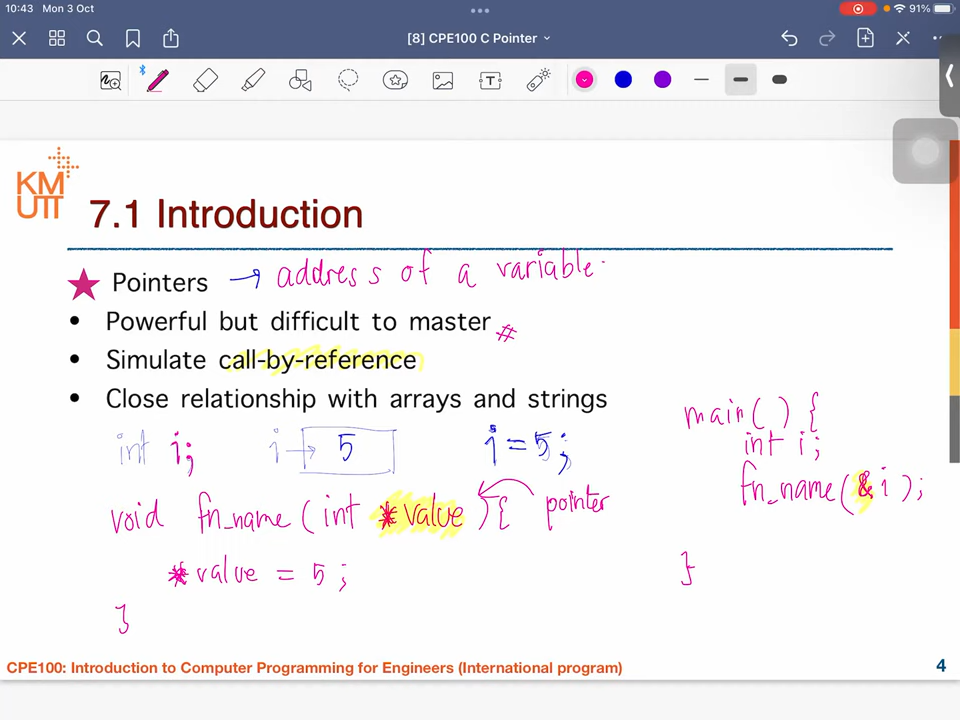 10:43 Mon 3 Oct
91%
[8] CPE100 C Pointer
KM
UTT
7.1 Introduction
Pointers → address of a variable.
• Powerful but difficult to master #
• Simulate call-by-reference
• Close relationship with arrays and strings
int i; i → 5 i = 5;
void fn_name (int *value) { pointer
*value = 5;
}
main() {
int i;
fn_name(&i);
}
CPE100: Introduction to Computer Programming for Engineers (International program)
4